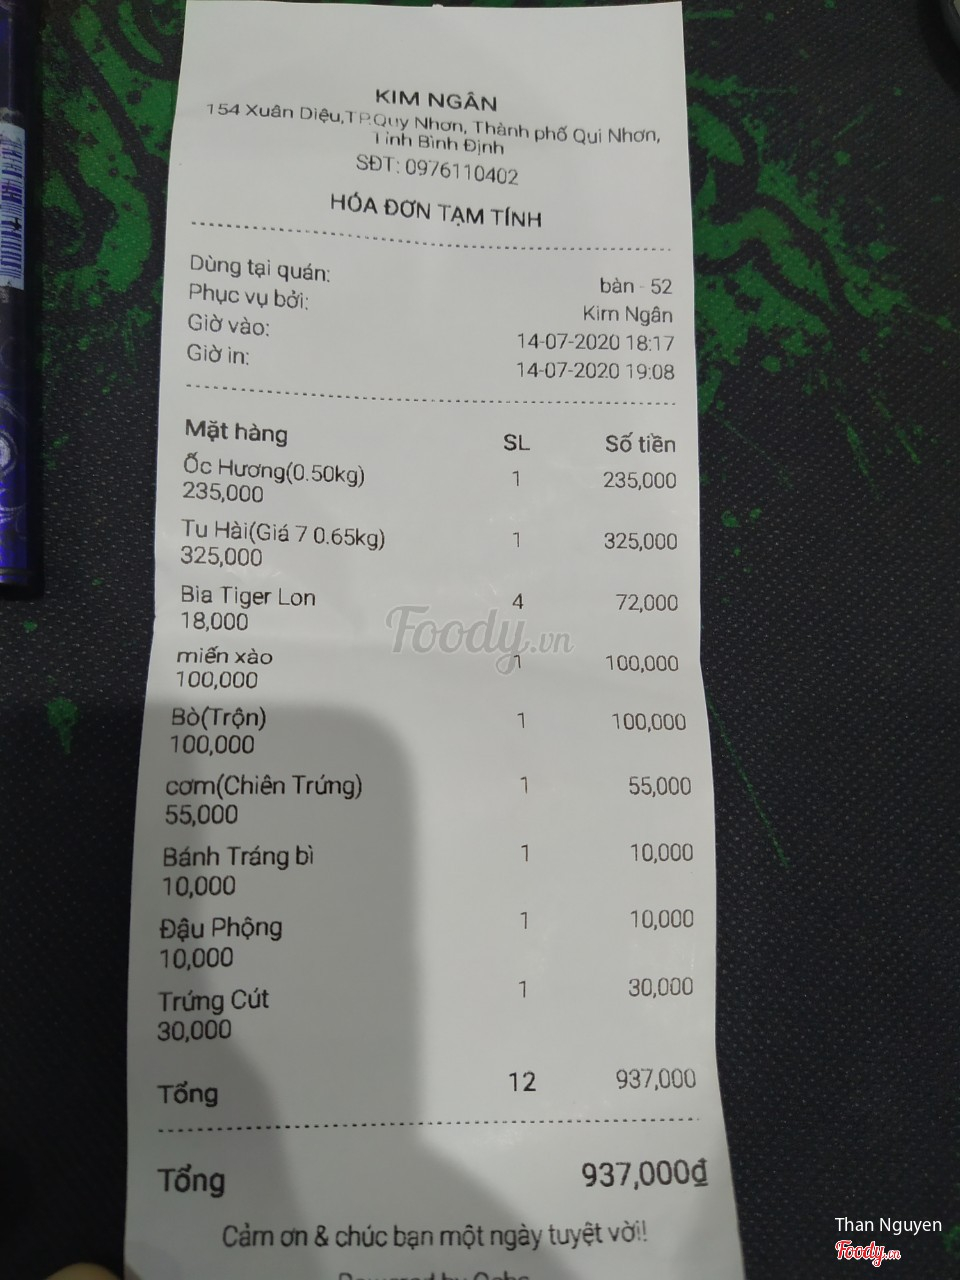 KIM NGÂN
154 Xuân Diệu,TP.Quy Nhơn, Thành phố Qui Nhơn,
Tỉnh Bình Định
SĐT: 0976110402
HÓA ĐƠN TẠM TÍNH
Dùng tại quán: bàn - 52
Phục vụ bởi: Kim Ngân
Giờ vào: 14-07-2020 18:17
Giờ in: 14-07-2020 19:08
Mặt hàng SL Số tiền
Ốc Hương(0.50kg) 1 235,000
235,000
Tu Hài(Giá 7 0.65kg) 1 325,000
325,000
Bia Tiger Lon 4 72,000
18,000
Foody.vn
miến xào 1 100,000
100,000
Bò(Trộn) 1 100,000
100,000
cơm(Chiên Trứng) 1 55,000
55,000
Bánh Tráng bì 1 10,000
10,000
Đậu Phộng 1 10,000
10,000
Trứng Cút 1 30,000
30,000
Tổng 12 937,000
Tổng 937,000₫
Cảm ơn & chúc bạn một ngày tuyệt vời!
Powered by
Than Nguyen
Foody.vn